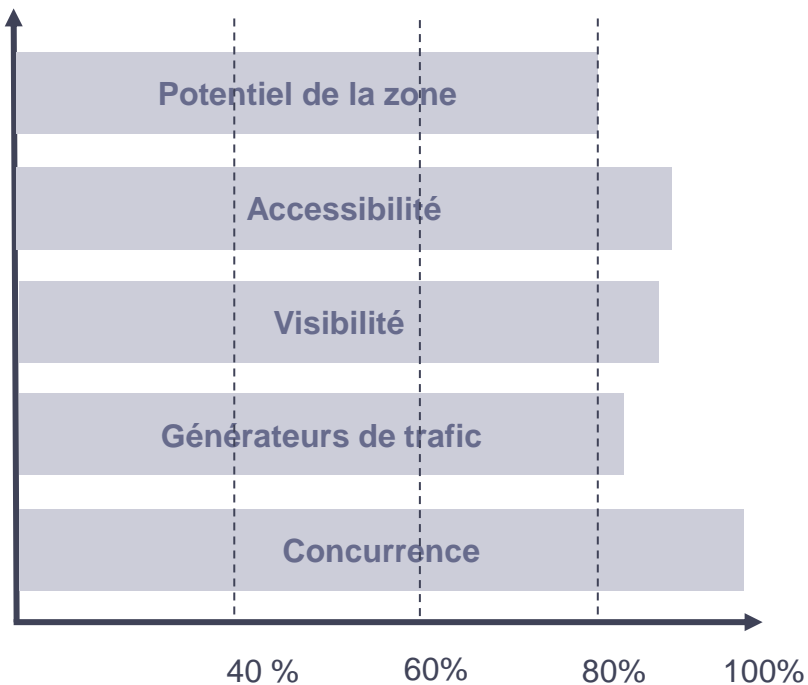 Potentiel de la zone
Accessibilité
Visibilité
Générateurs de trafic
Concurrence
40 % 60% 80% 100%